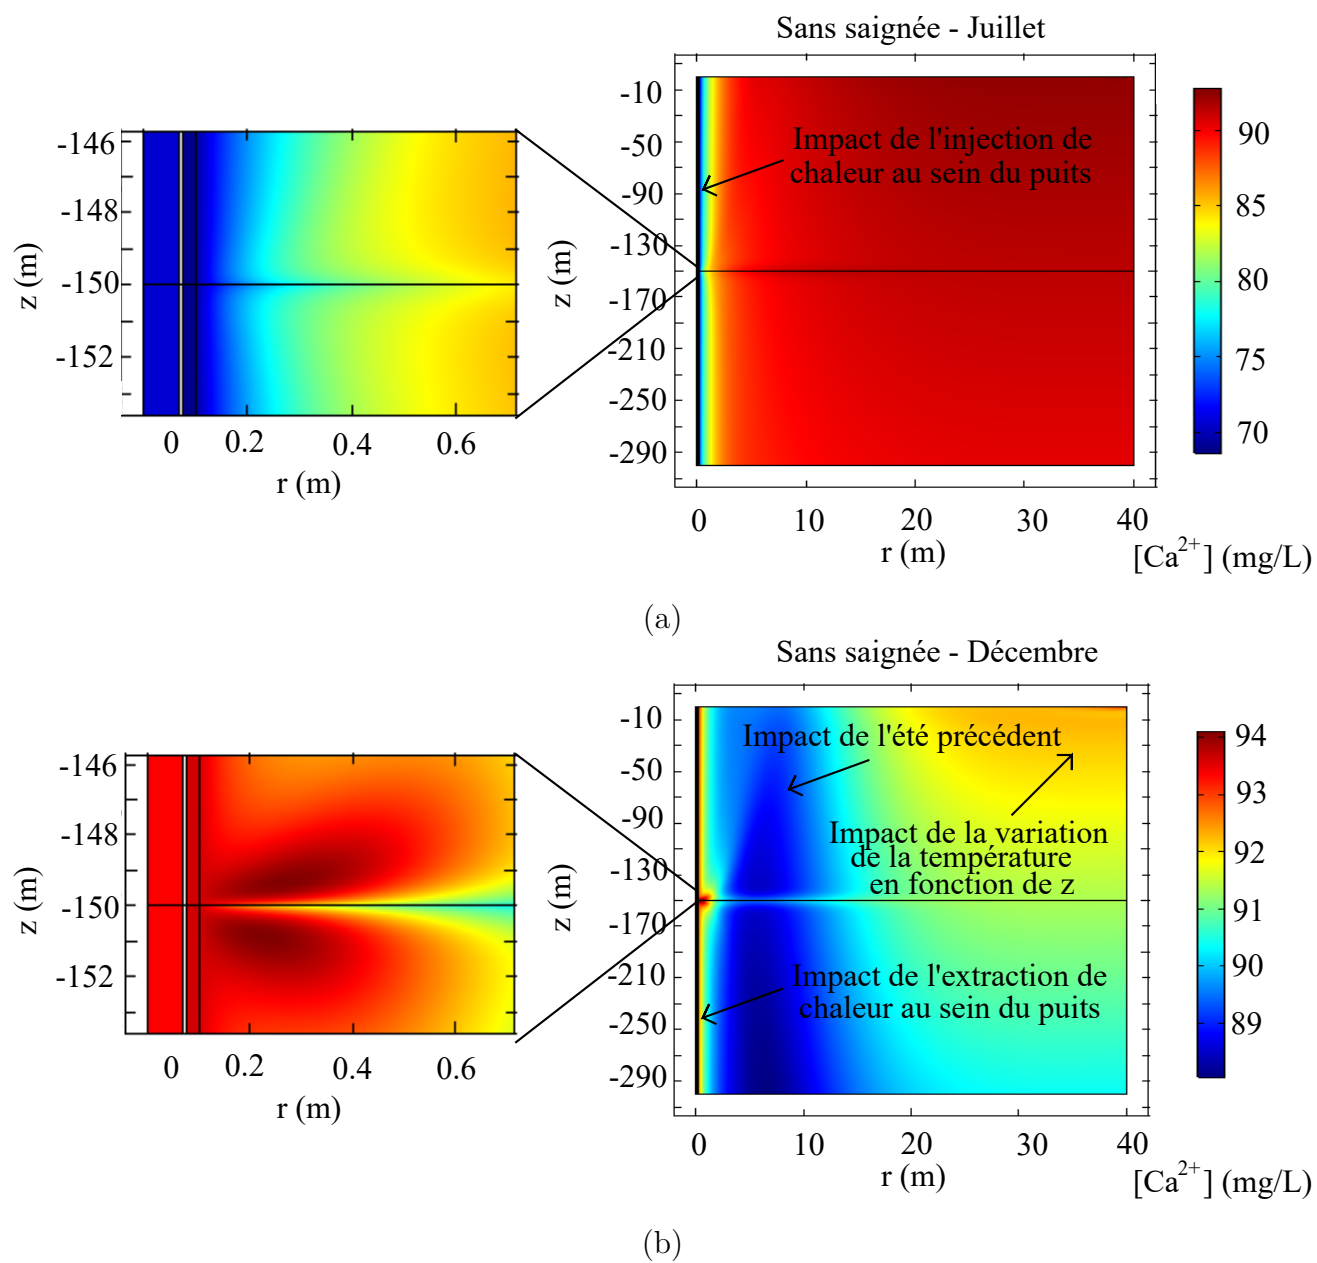 Sans saignée - Juillet
-146
-148
-150
-152
z (m)
0
0.2
0.4
0.6
r (m)
-10
-50
-90
-130
-170
-210
-250
-290
z (m)
Impact de l'injection de
chaleur au sein du puits
0
10
20
30
40
r (m)
90
85
80
75
70
[Ca2+] (mg/L)
(a)
Sans saignée - Décembre
-146
-148
-150
-152
z (m)
0
0.2
0.4
0.6
r (m)
-10
-50
-90
-130
-170
-210
-250
-290
z (m)
Impact de l'été précédent
Impact de la variation
de la température
en fonction de z
Impact de l'extraction de
chaleur au sein du puits
0
10
20
30
40
r (m)
94
93
92
91
90
89
[Ca2+] (mg/L)
(b)